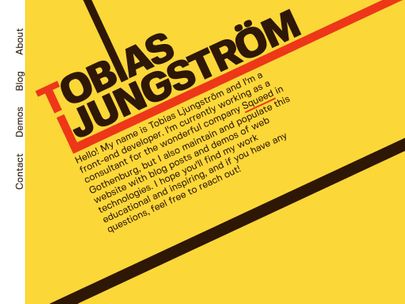 About
Blog
Demos
Contact
TOBIAS
LJUNGSTRÖM
Hello! My name is Tobias Ljungström and I'm a
front-end developer. I'm currently working as a
consultant for the wonderful company Squeed in
Gothenburg, but I also maintain and populate this
website with blog posts and demos of web
technologies. I hope you'll find my work
educational and inspiring, and if you have any
questions, feel free to reach out!